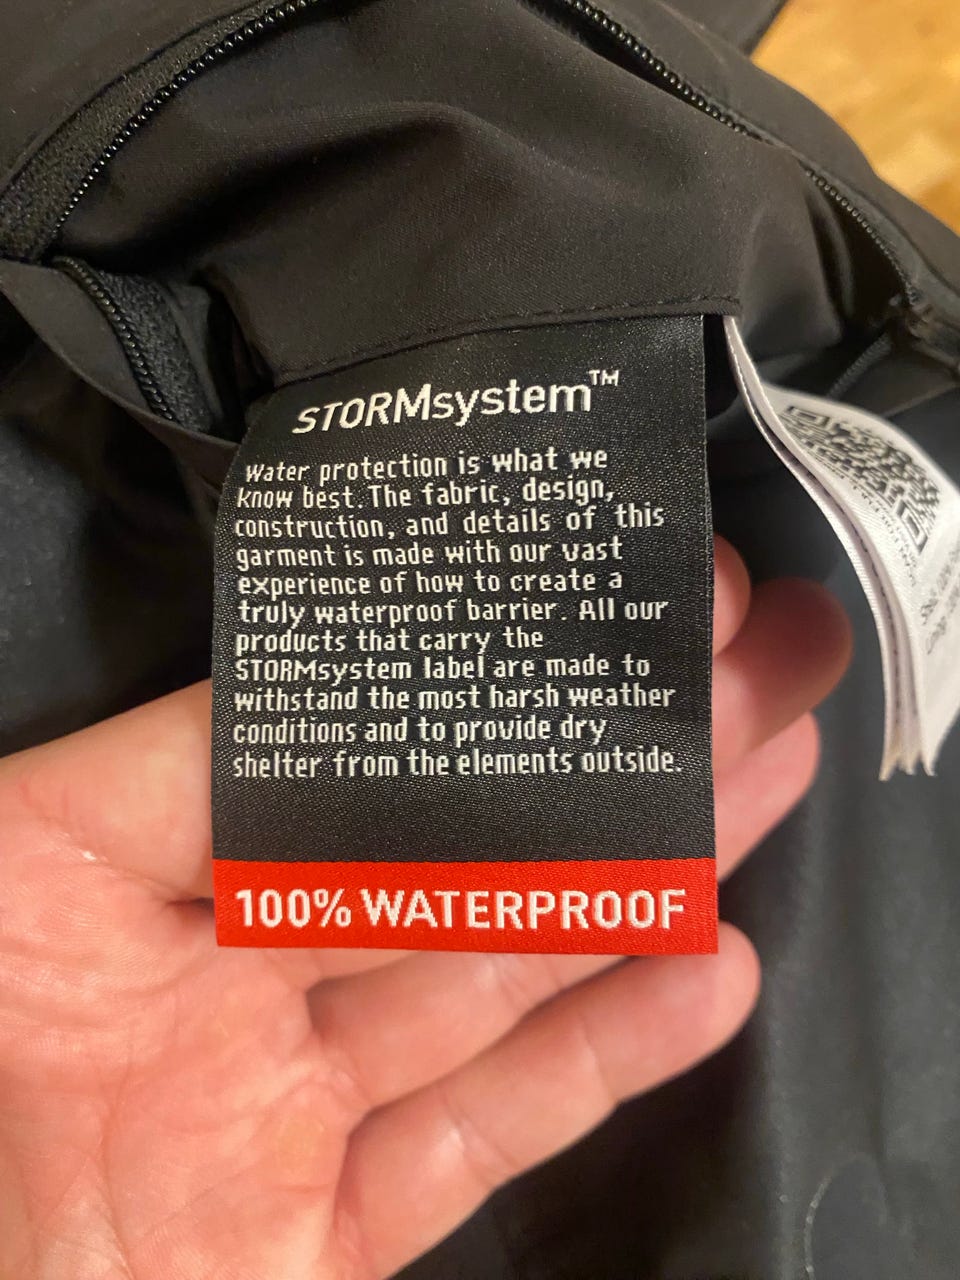 STORMsystem™
Water protection is what we
know best. The fabric, design,
construction, and details of this
garment is made with our vast
experience of how to create a
truly waterproof barrier. All our
products that carry the
STORMsystem label are made to
withstand the most harsh weather
conditions and to provide dry
shelter from the elements outside.
100% WATERPROOF